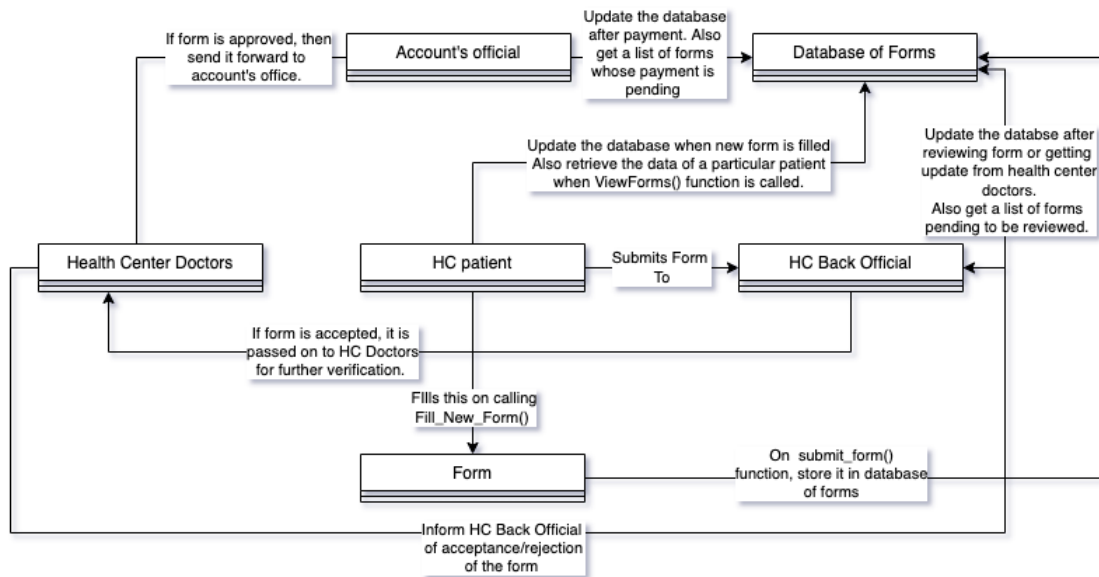 Update the database
after payment. Also
get a list of forms
whose payment is
pending
If form is approved, then
send it forward to
account's office.
Account's official
Database of Forms
Update the database when new form is filled
Also retrieve the data of a particular patient
when ViewForms() function is called.
Update the databse after
reviewing form or getting
update from health center
doctors.
Also get a list of forms
pending to be reviewed.
Health Center Doctors
HC patient
Submits Form
To
HC Back Official
If form is accepted, it is
passed on to HC Doctors
for further verification.
FIlls this on calling
Fill_New_Form()
Form
On submit_form()
function, store it in database
of forms
Inform HC Back Official
of acceptance/rejection
of the form